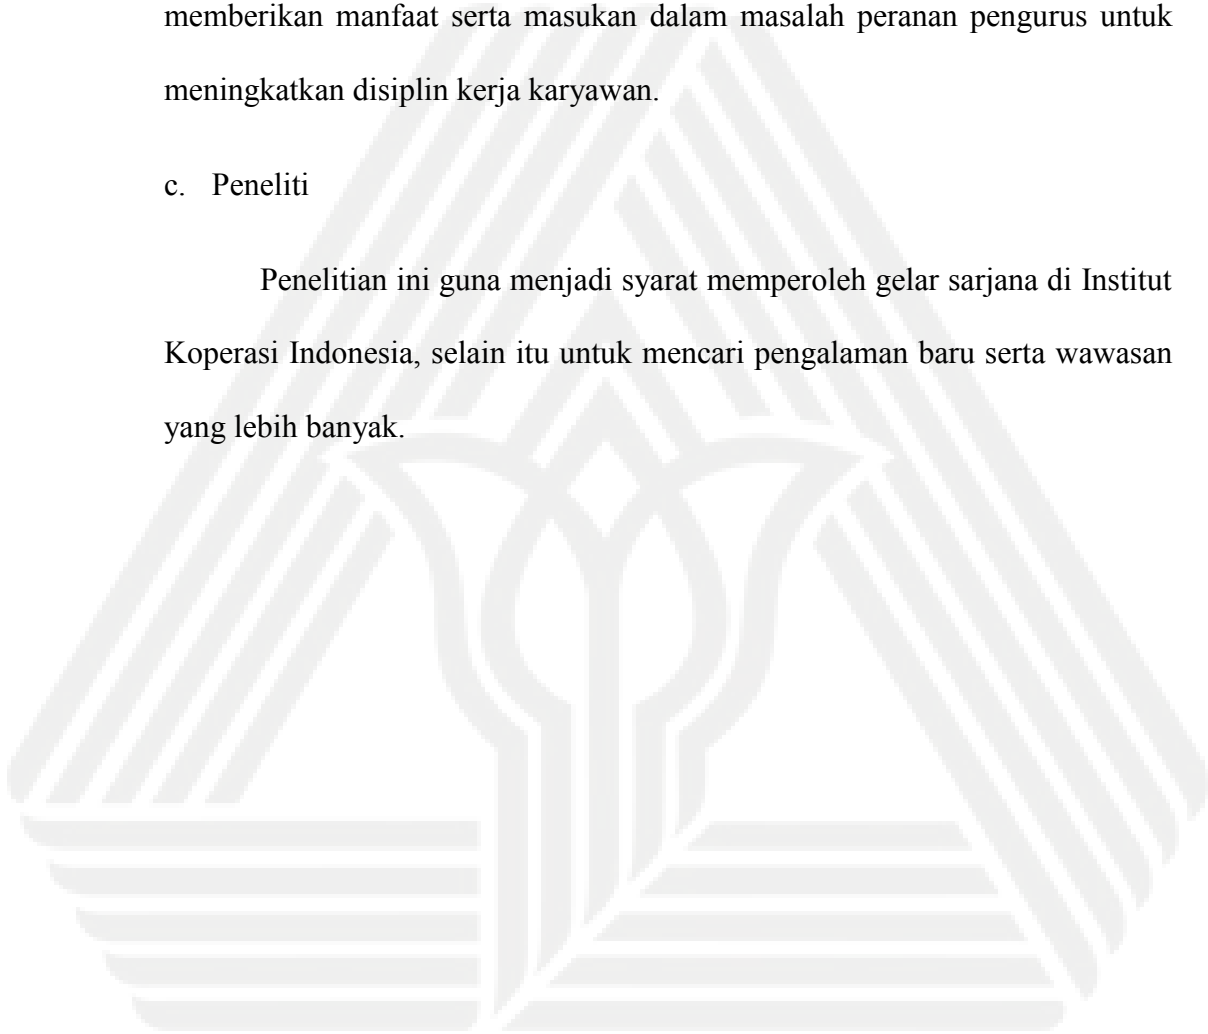 memberikan manfaat serta masukan dalam masalah peranan pengurus untuk
meningkatkan disiplin kerja karyawan.
c. Peneliti
Penelitian ini guna menjadi syarat memperoleh gelar sarjana di Institut
Koperasi Indonesia, selain itu untuk mencari pengalaman baru serta wawasan
yang lebih banyak.